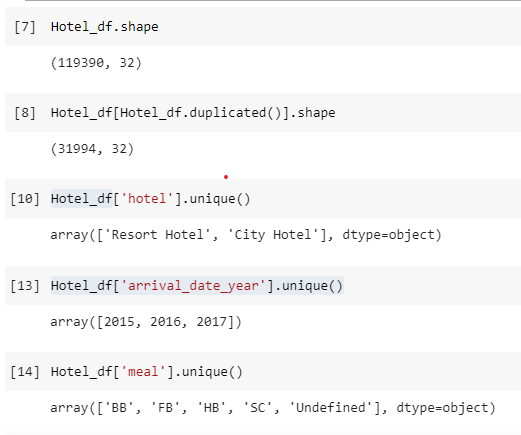 [7] Hotel_df.shape
(119390, 32)
[8] Hotel_df[Hotel_df.duplicated()].shape
(31994, 32)
[10] Hotel_df['hotel'].unique()
array(['Resort Hotel', 'City Hotel'], dtype=object)
[13] Hotel_df['arrival_date_year'].unique()
array([2015, 2016, 2017])
[14] Hotel_df['meal'].unique()
array(['BB', 'FB', 'HB', 'SC', 'Undefined'], dtype=object)